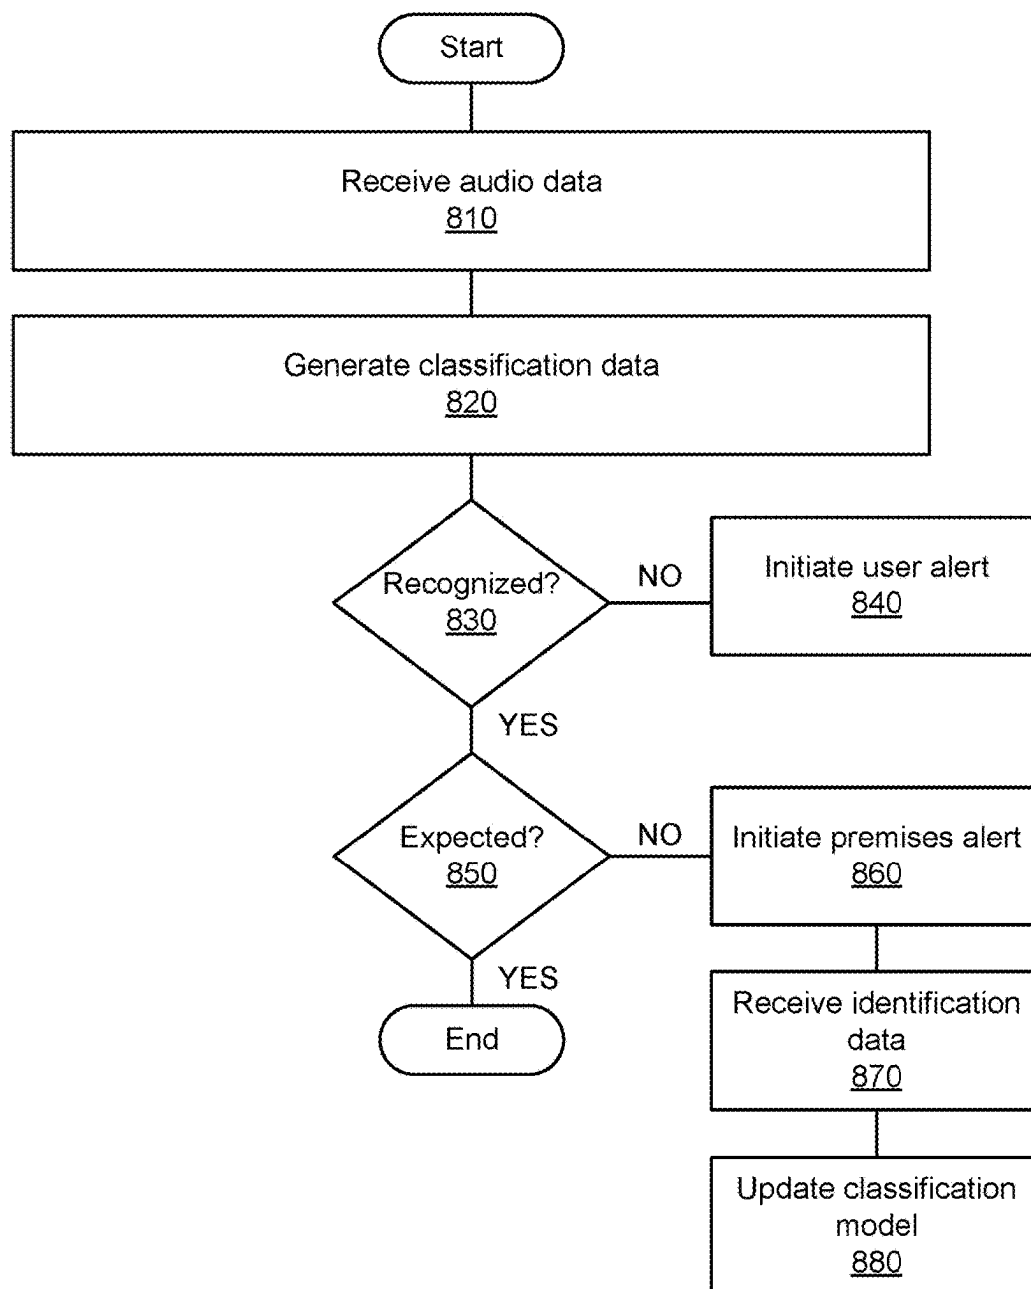 Start
Receive audio data
810
Generate classification data
820
Recognized?
830
NO
Initiate user alert
840
YES
Expected?
850
NO
Initiate premises alert
860
YES
End
Receive identification
data
870
Update classification
model
880